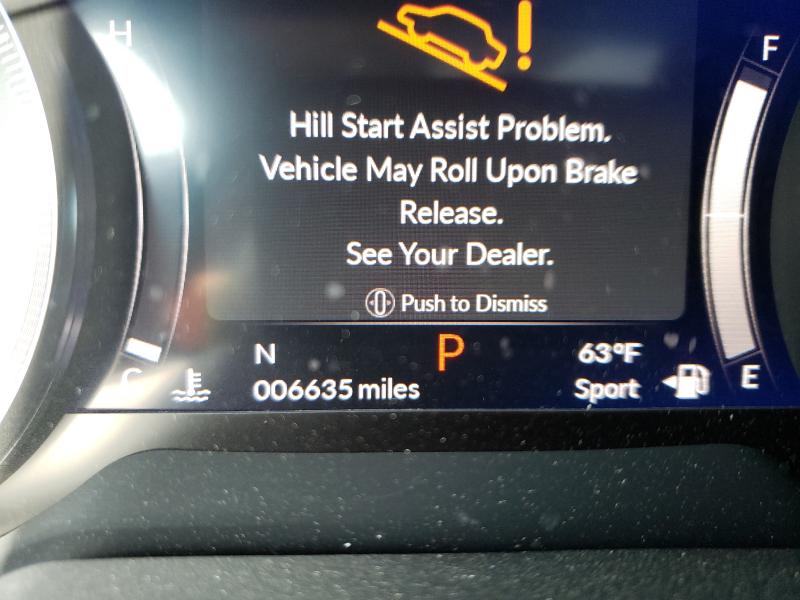 H
F
Hill Start Assist Problem.
Vehicle May Roll Upon Brake
Release.
See Your Dealer.
Push to Dismiss
N P 63°F
C 006635 miles Sport E